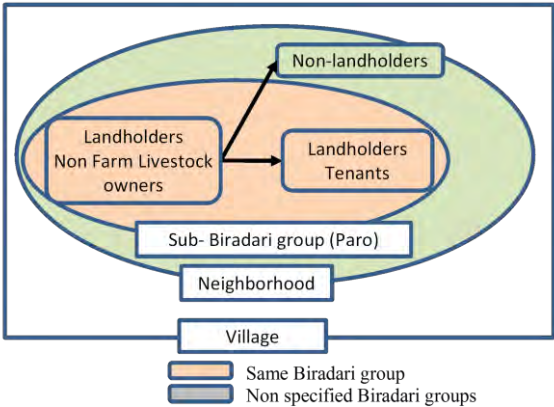 Non-landholders
Landholders
Non Farm Livestock
owners
Landholders
Tenants
Sub- Biradari group (Paro)
Neighborhood
Village
Same Biradari group
Non specified Biradari groups